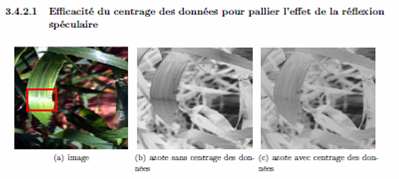 3.4.2.1 Efficacité du centrage des données pour pallier l'effet de la réflexion
spéculaire
(a) image
(b) azote sans centrage des don-
nées
(c) azote avec centrage des don-
nées